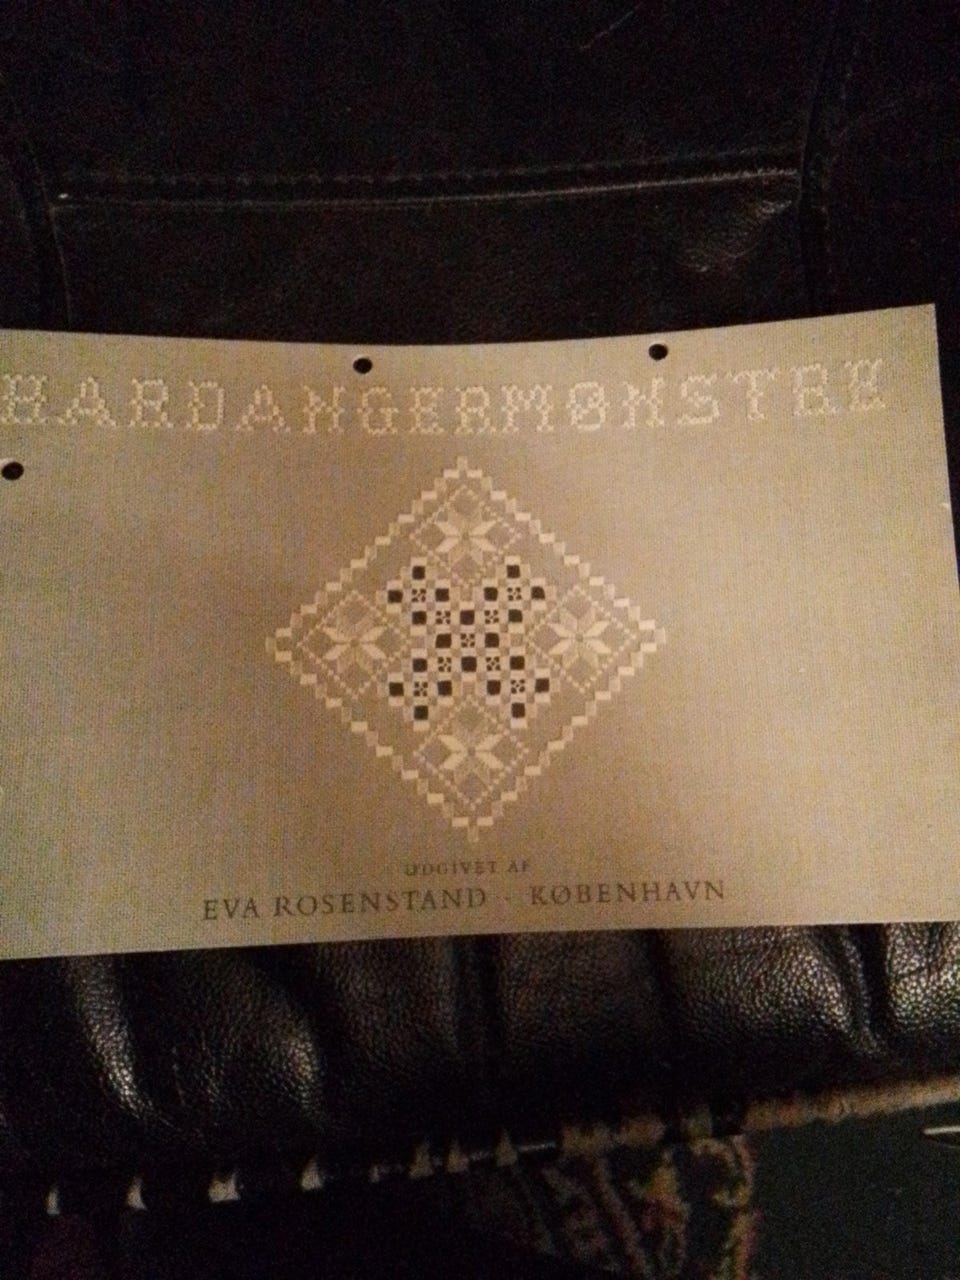 HARDANGERMØNSTRE
UDGIVET AF
EVA ROSENSTAND · KØBENHAVN